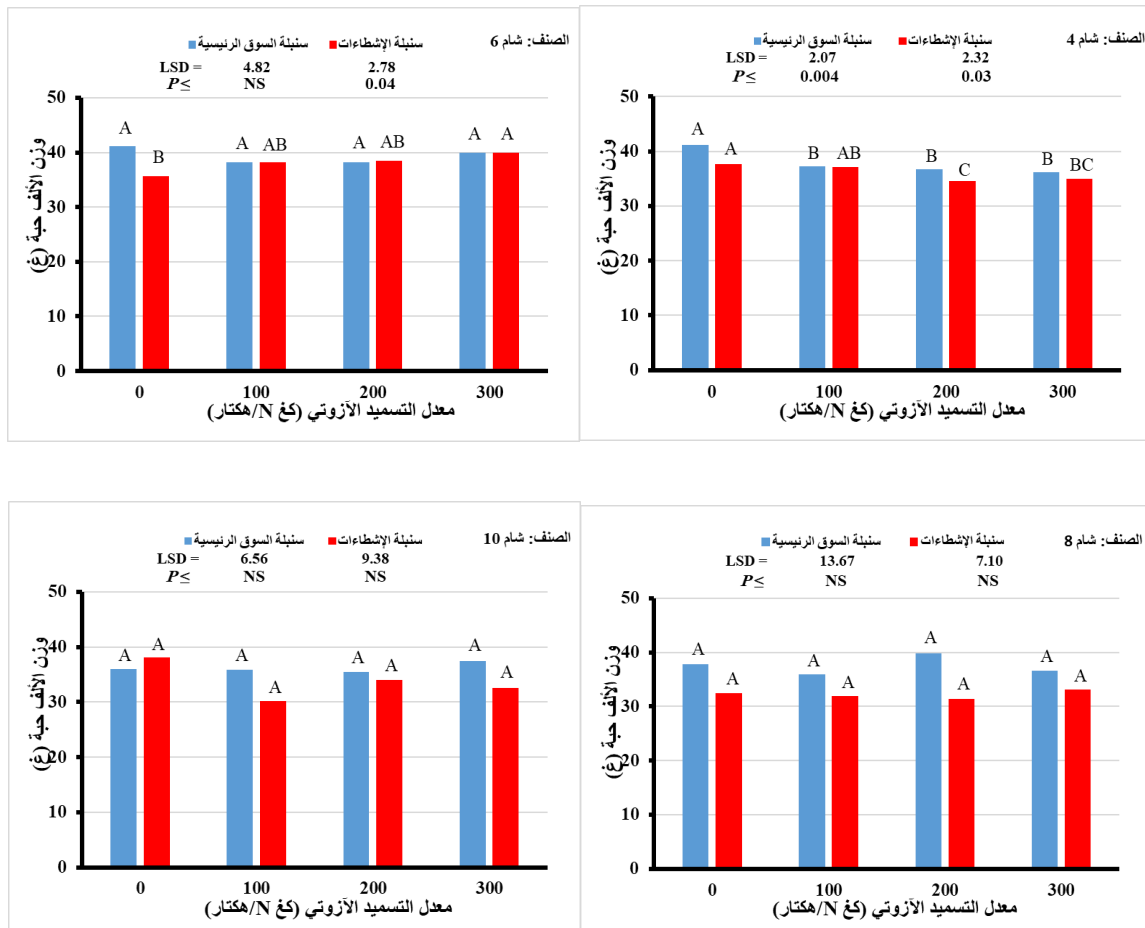 الصنف: شام 6
سنبلة السوق الرئيسية سنبلة الإشطاءات
LSD = 4.82 2.78
P ≤ NS 0.04
وزن الألف حبة (غ)
50
40
30
20
10
0
A B A AB A AB A A
0 100 200 300
معدل التسميد الآزوتي (كغ N/هكتار)
الصنف: شام 4
سنبلة السوق الرئيسية سنبلة الإشطاءات
LSD = 2.07 2.32
P ≤ 0.004 0.03
وزن الألف حبة (غ)
50
40
30
20
10
0
A A B AB B C B BC
0 100 200 300
معدل التسميد الآزوتي (كغ N/هكتار)
الصنف: شام 10
سنبلة السوق الرئيسية سنبلة الإشطاءات
LSD = 6.56 9.38
P ≤ NS NS
وزن الألف حبة (غ)
50
40
30
20
10
0
A A A A A A A A
0 100 200 300
معدل التسميد الآزوتي (كغ N/هكتار)
الصنف: شام 8
سنبلة السوق الرئيسية سنبلة الإشطاءات
LSD = 13.67 7.10
P ≤ NS NS
وزن الألف حبة (غ)
50
40
30
20
10
0
A A A A A A A A
0 100 200 300
معدل التسميد الآزوتي (كغ N/هكتار)